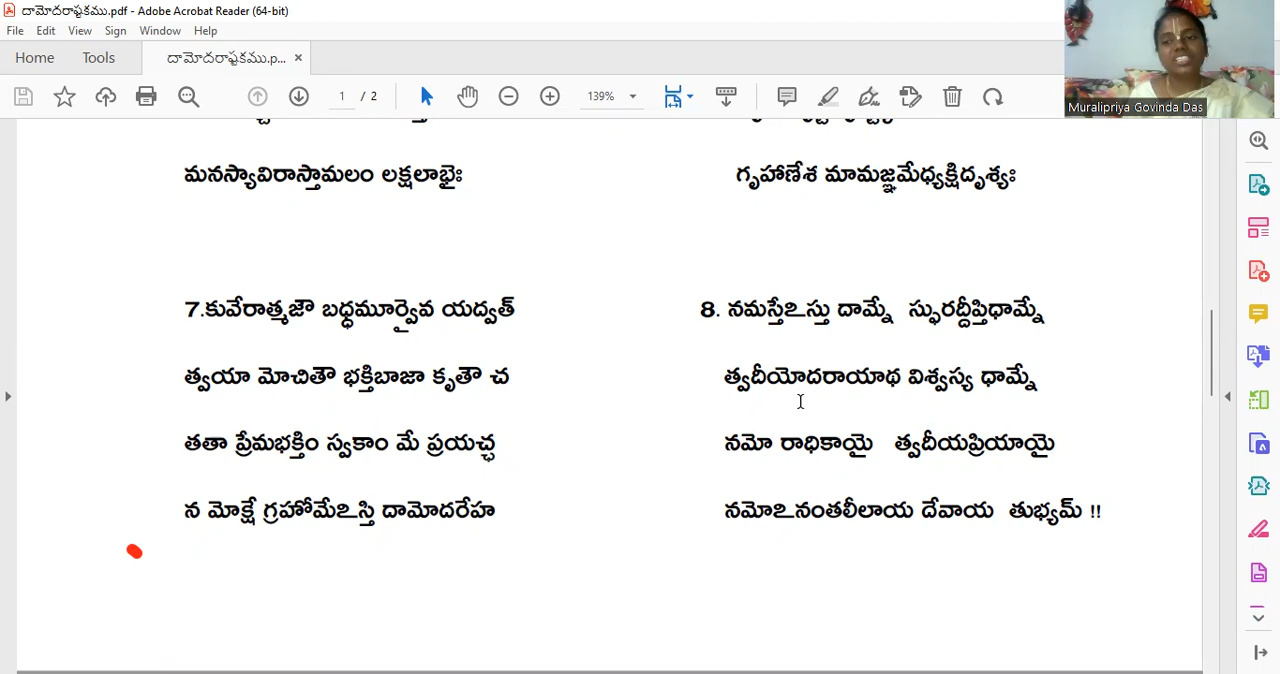 దామోదరాష్టకము.pdf - Adobe Acrobat Reader (64-bit)
File Edit View Sign Window Help
Home Tools దామోదరాష్టకము.p... ×
1 / 2 139%
Muralipriya Govinda Das
మనస్యావిరాస్తామలం లక్షలాభైః
గృహాణేశ మామజ్ఞమేధ్యక్షిదృశ్యః
7.కువేరాత్మజౌ బద్ధమూర్త్యైవ యద్వత్
త్వయా మోచితౌ భక్తిబాజా కృతౌ చ
తతా ప్రేమభక్తిం స్వకాం మే ప్రయచ్ఛ
న మోక్షే గ్రహోమేఽస్తి దామోదరేహ
8. నమస్తేఽస్తు దామ్నే స్ఫురద్దీప్తిధామ్నే
త్వదీయోదరాయాథ విశ్వస్య ధామ్నే
నమో రాధికాయై త్వదీయప్రియాయై
నమోఽనంతలీలాయ దేవాయ తుభ్యమ్ !!